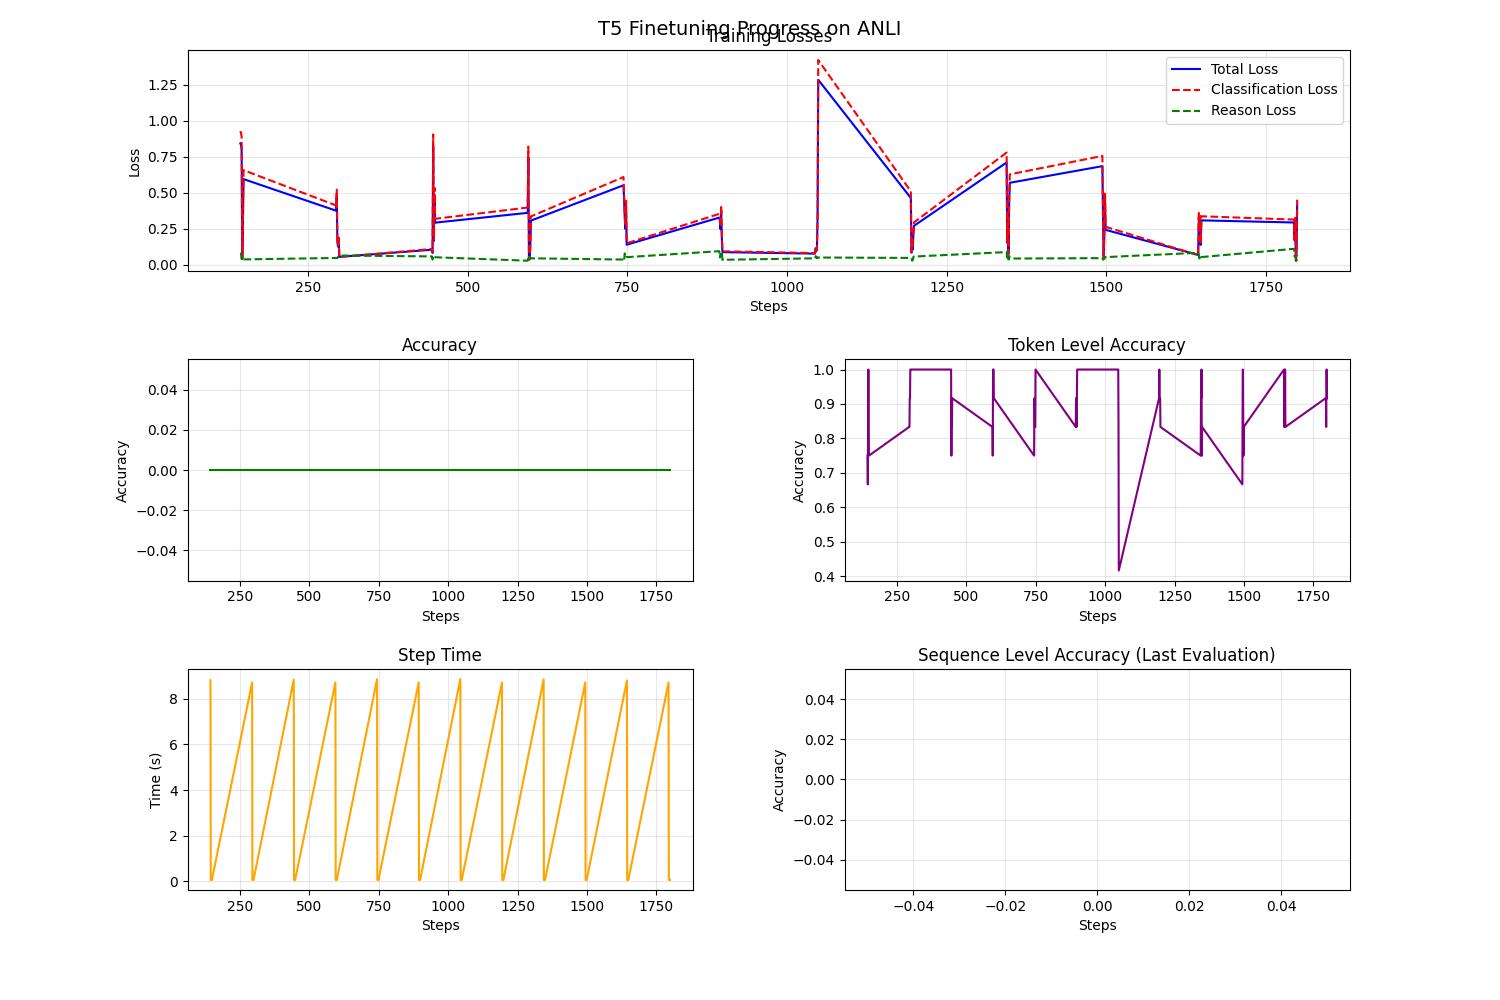 T5 Finetuning Progress on ANLI
Training Losses
Loss
1.25
1.00
0.75
0.50
0.25
0.00
Total Loss
Classification Loss
Reason Loss
250 500 750 1000 1250 1500 1750
Steps
Accuracy
Accuracy
0.04
0.02
0.00
−0.02
−0.04
250 500 750 1000 1250 1500 1750
Steps
Token Level Accuracy
Accuracy
1.0
0.9
0.8
0.7
0.6
0.5
0.4
250 500 750 1000 1250 1500 1750
Steps
Step Time
Time (s)
8
6
4
2
0
250 500 750 1000 1250 1500 1750
Steps
Sequence Level Accuracy (Last Evaluation)
Accuracy
0.04
0.02
0.00
−0.02
−0.04
−0.04 −0.02 0.00 0.02 0.04
Steps